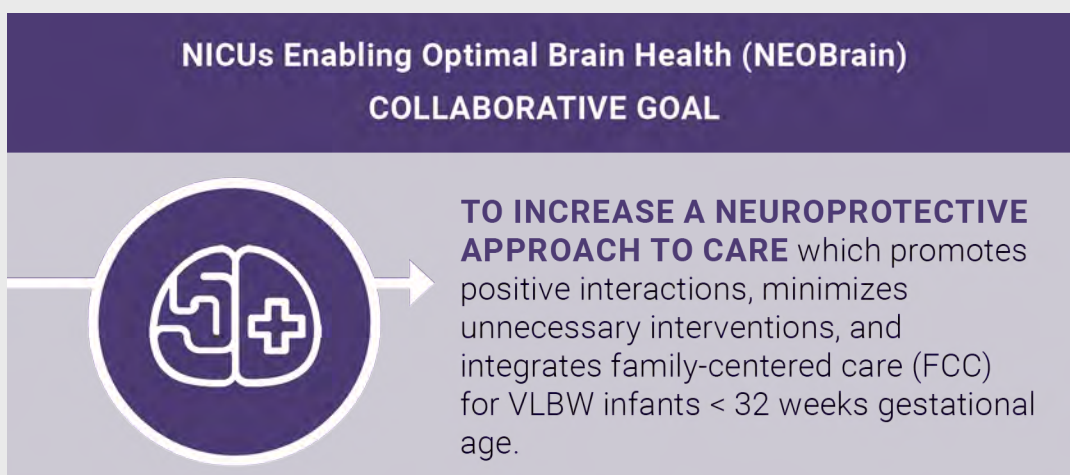 NICUs Enabling Optimal Brain Health (NEOBrain)
COLLABORATIVE GOAL
TO INCREASE A NEUROPROTECTIVE
APPROACH TO CARE which promotes
positive interactions, minimizes
unnecessary interventions, and
integrates family-centered care (FCC)
for VLBW infants < 32 weeks gestational
age.